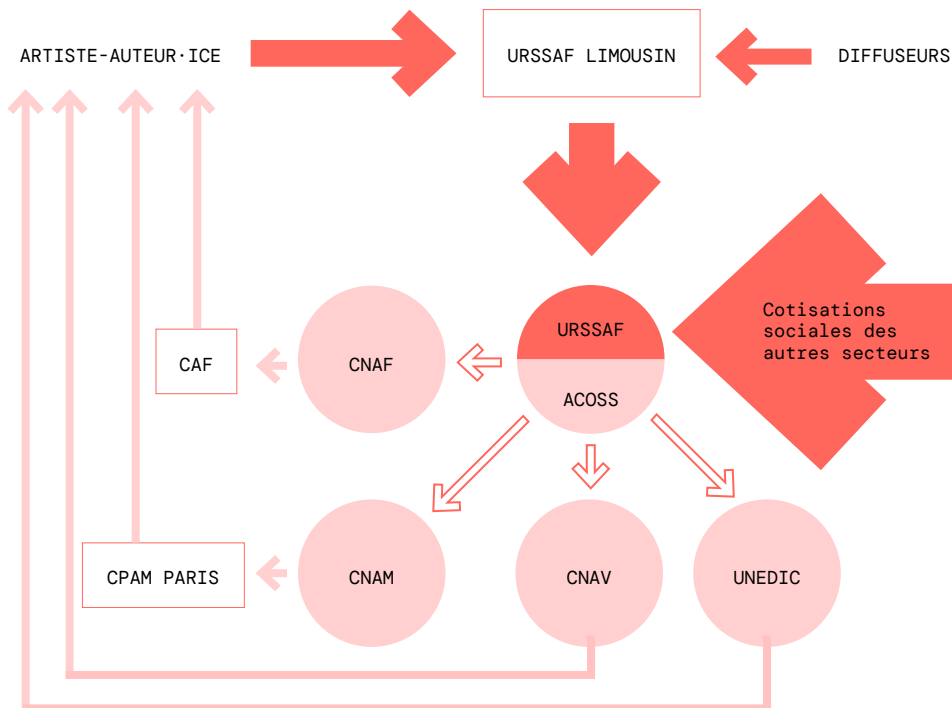 ARTISTE-AUTEUR·ICE
URSSAF LIMOUSIN
DIFFUSEURS
Cotisations
sociales des
autres secteurs
URSSAF
ACOSS
CAF
CNAF
CPAM PARIS
CNAM
CNAV
UNEDIC